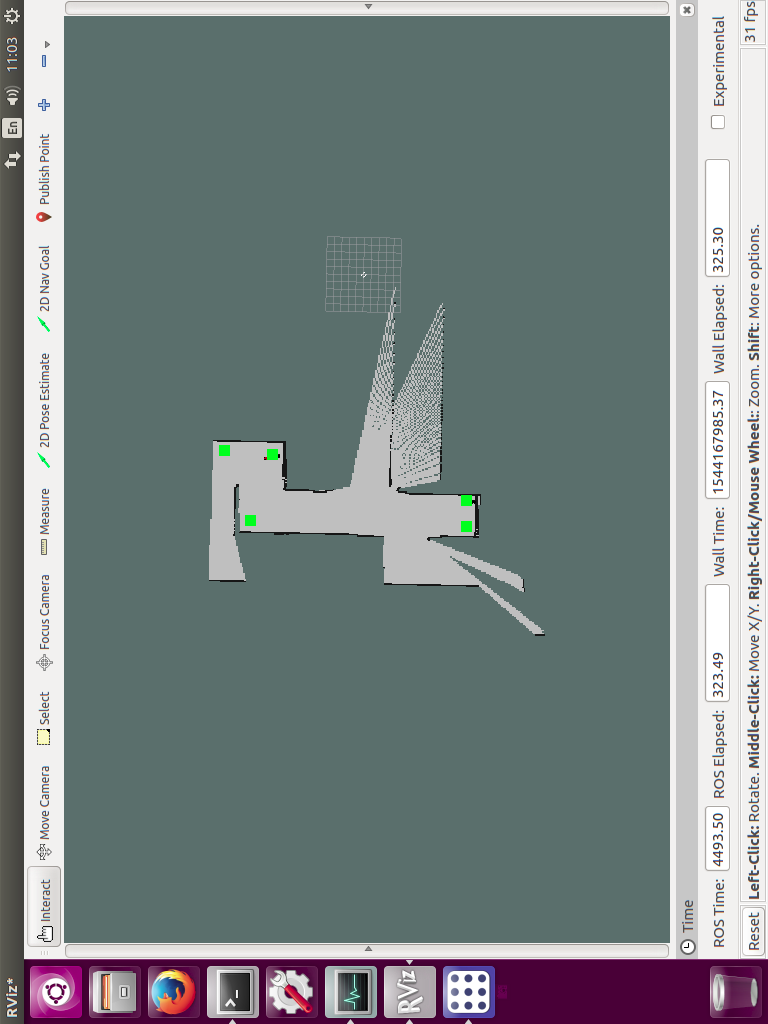 RViz*
En
11:03
Interact
Move Camera
Select
Focus Camera
Measure
2D Pose Estimate
2D Nav Goal
Publish Point
RViz
Time
ROS Time: 4493.50 ROS Elapsed: 323.49 Wall Time: 1544167985.37 Wall Elapsed: 325.30 Experimental
Reset Left-Click: Rotate. Middle-Click: Move X/Y. Right-Click/Mouse Wheel:: Zoom. Shift: More options. 31 fps